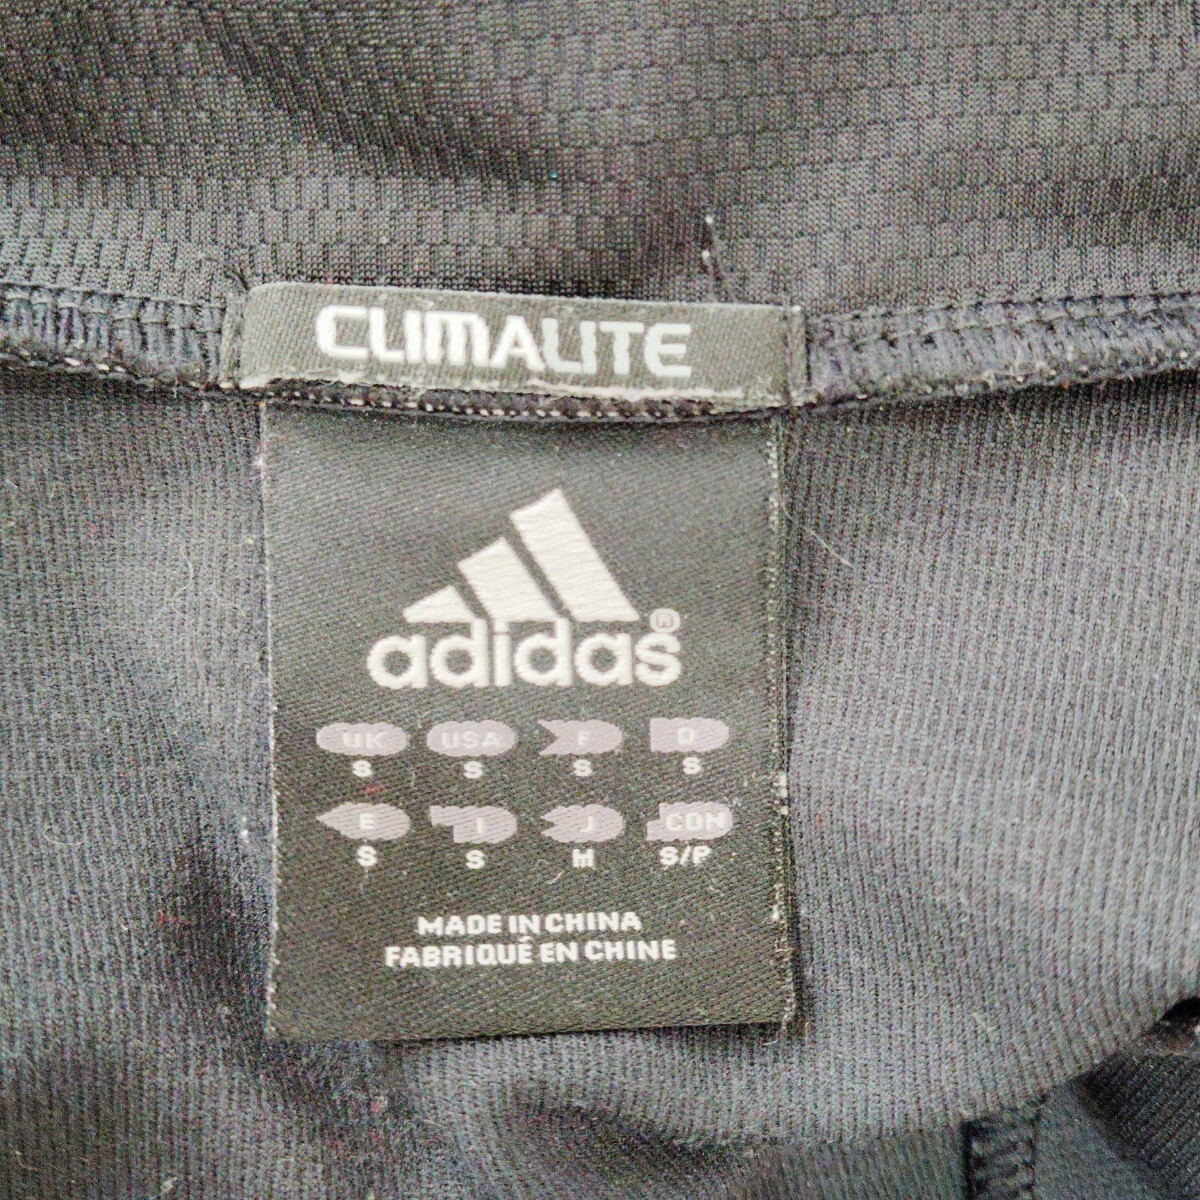 CLIMALITE
adidas®
UK USA F D
S S S S
E I J CDN
S S M S/P
MADE IN CHINA
FABRIQUÉ EN CHINE